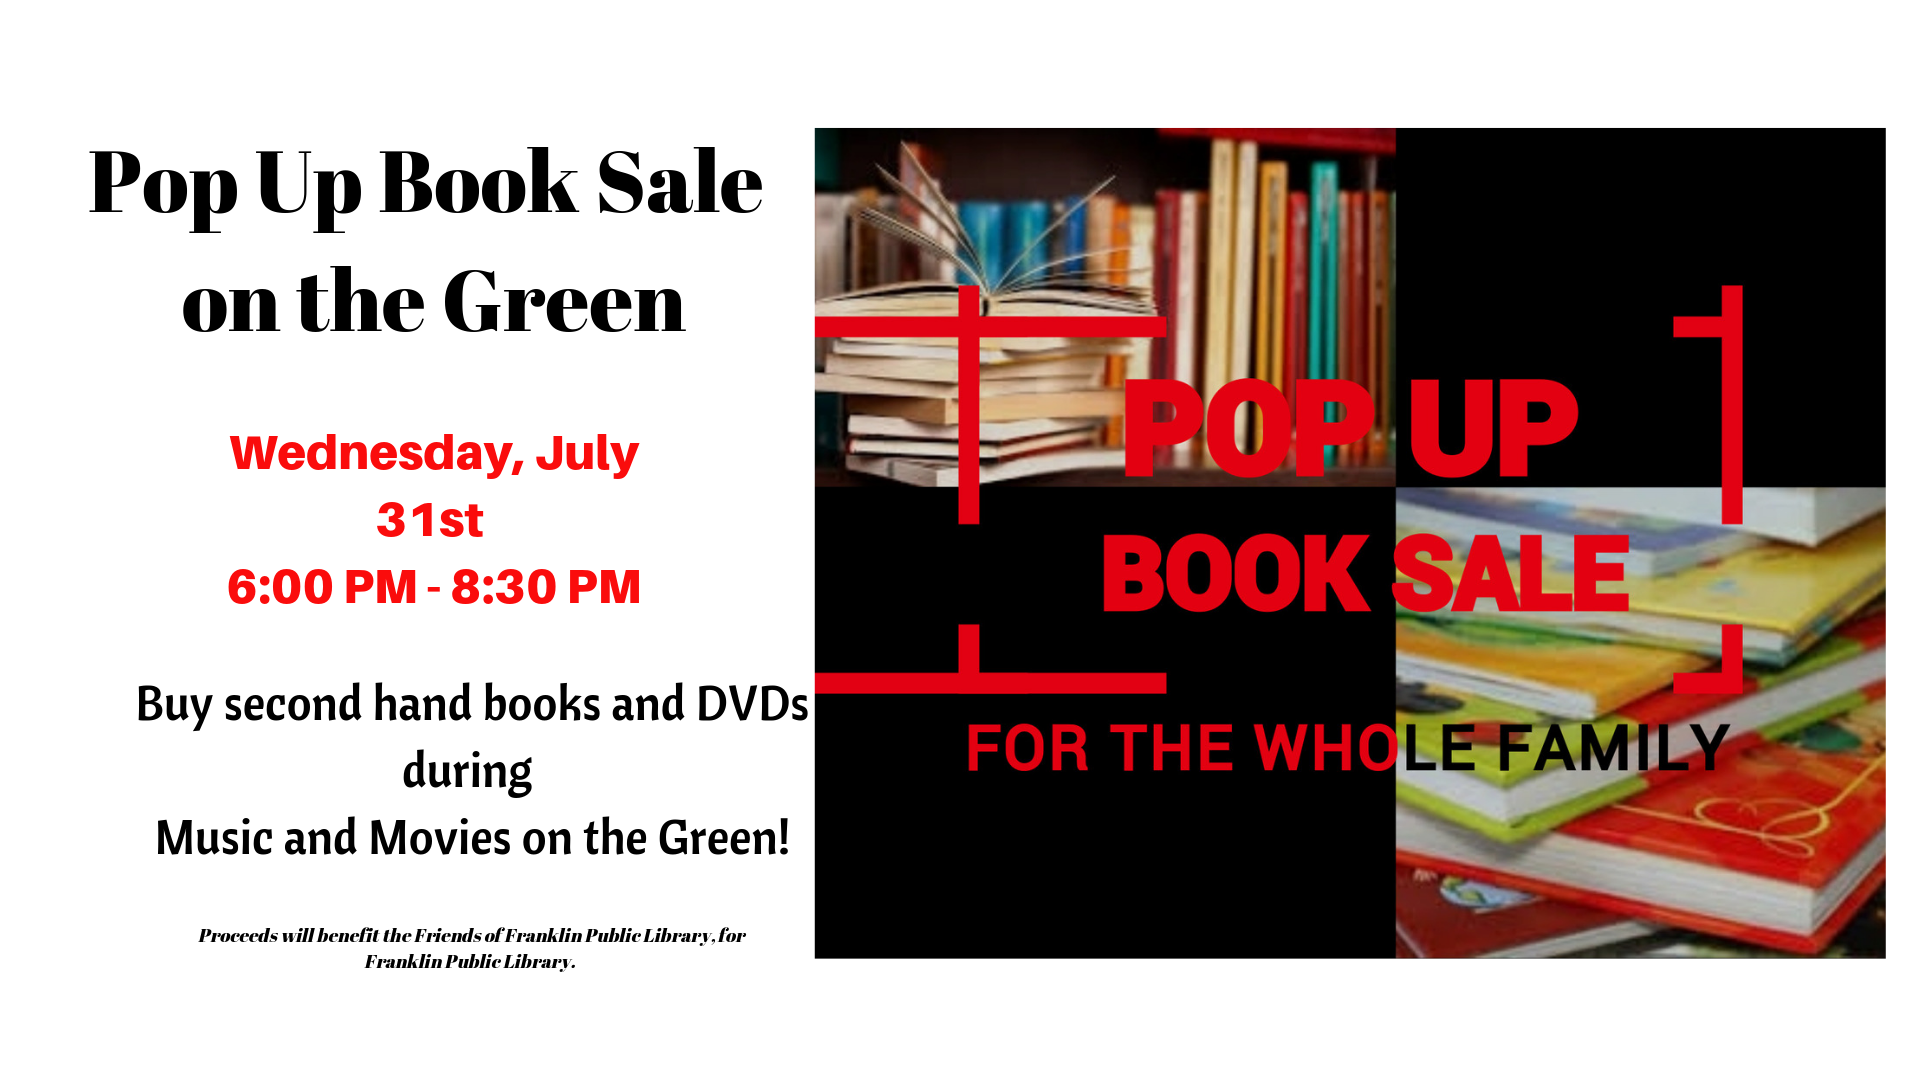 Pop Up Book Sale
on the Green
Wednesday, July
31st
6:00 PM - 8:30 PM
Buy second hand books and DVDs
during
Music and Movies on the Green!
Proceeds will benefit the Friends of Franklin Public Library, for
Franklin Public Library.
POP UP
BOOK SALE
FOR THE WHOLE FAMILY